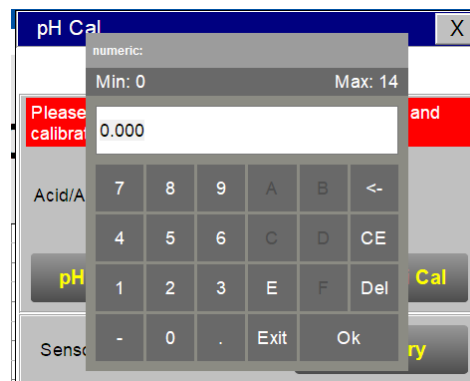 pH Cal X
numeric:
Min: 0 Max: 14
Please and
calibrat
0.000
7 8 9 A B <-
Acid/A
4 5 6 C D CE
pH Cal
1 2 3 E F Del
- 0 . Exit Ok
Senso ry